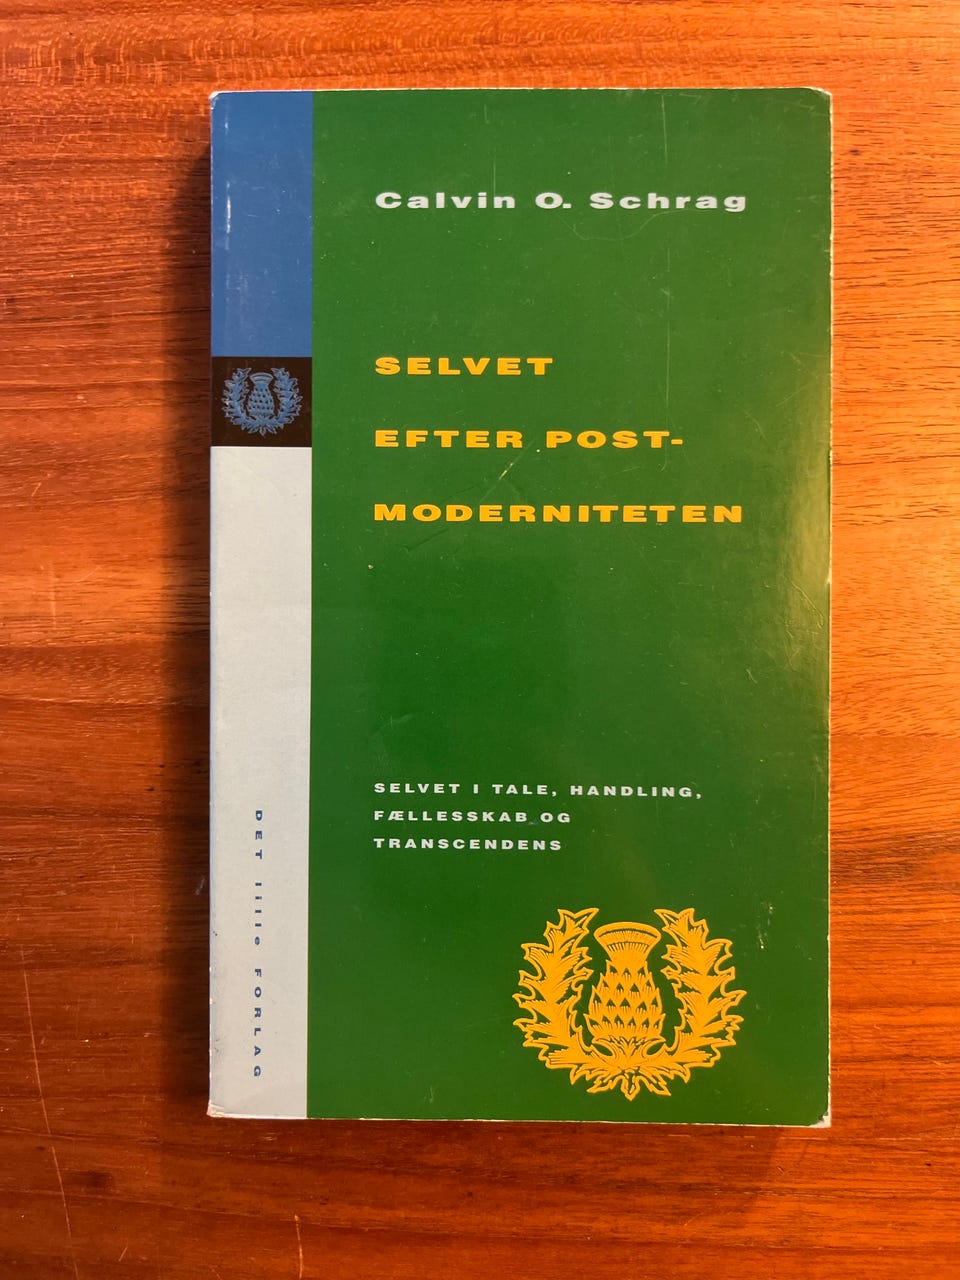 Calvin O. Schrag
SELVET
EFTER POST-
MODERNITETEN
SELVET I TALE, HANDLING,
FÆLLESSKAB OG
TRANSCENDENS
DET lille FORLAG